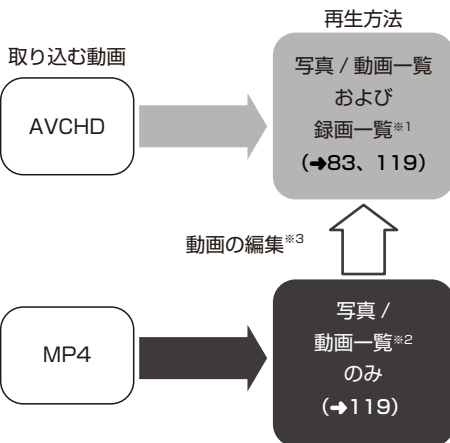 再生方法
取り込む動画
AVCHD
写真 / 動画一覧
および
録画一覧※1
(➔83、119)
動画の編集※3
MP4
写真 /
動画一覧※2
のみ
(➔119)